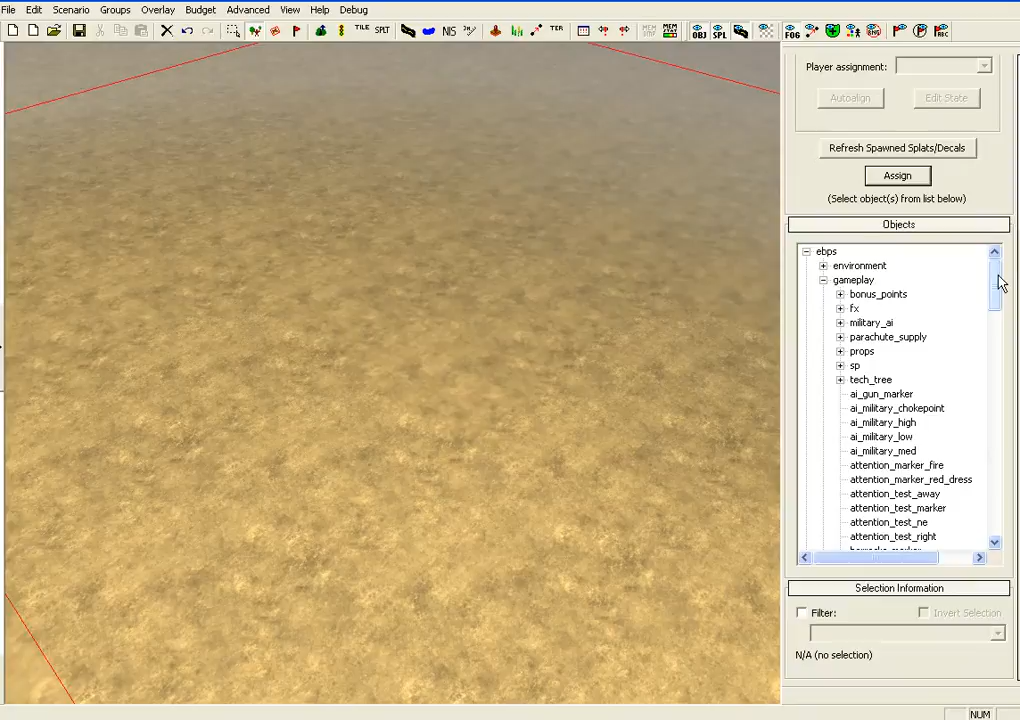 File Edit Scenario Groups Overlay Budget Advanced View Help Debug
TILE SPLT NIS TER OBJ SPL FOG
Player assignment:
Autoalign Edit State
Refresh Spawned Splats/Decals
Assign
(Select object(s) from list below)
Objects
ebps
environment
gameplay
bonus_points
fx
military_ai
parachute_supply
props
sp
tech_tree
ai_gun_marker
ai_military_chokepoint
ai_military_high
ai_military_low
ai_military_med
attention_marker_fire
attention_marker_red_dress
attention_test_away
attention_test_marker
attention_test_ne
attention_test_right
Selection Information
Filter: Invert Selection
N/A (no selection)
NUM